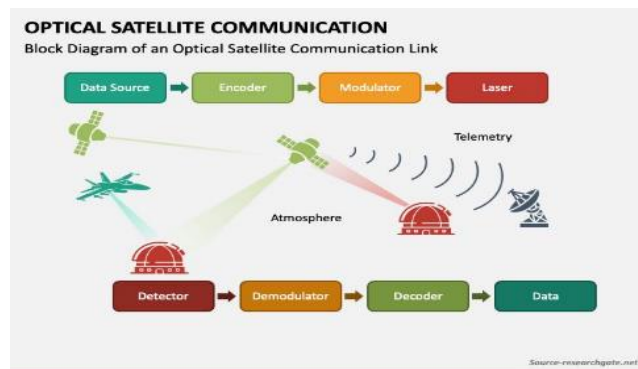 OPTICAL SATELLITE COMMUNICATION
Block Diagram of an Optical Satellite Communication Link
Data Source
Encoder
Modulator
Laser
Telemetry
Atmosphere
Detector
Demodulator
Decoder
Data
Source-researchgate.net